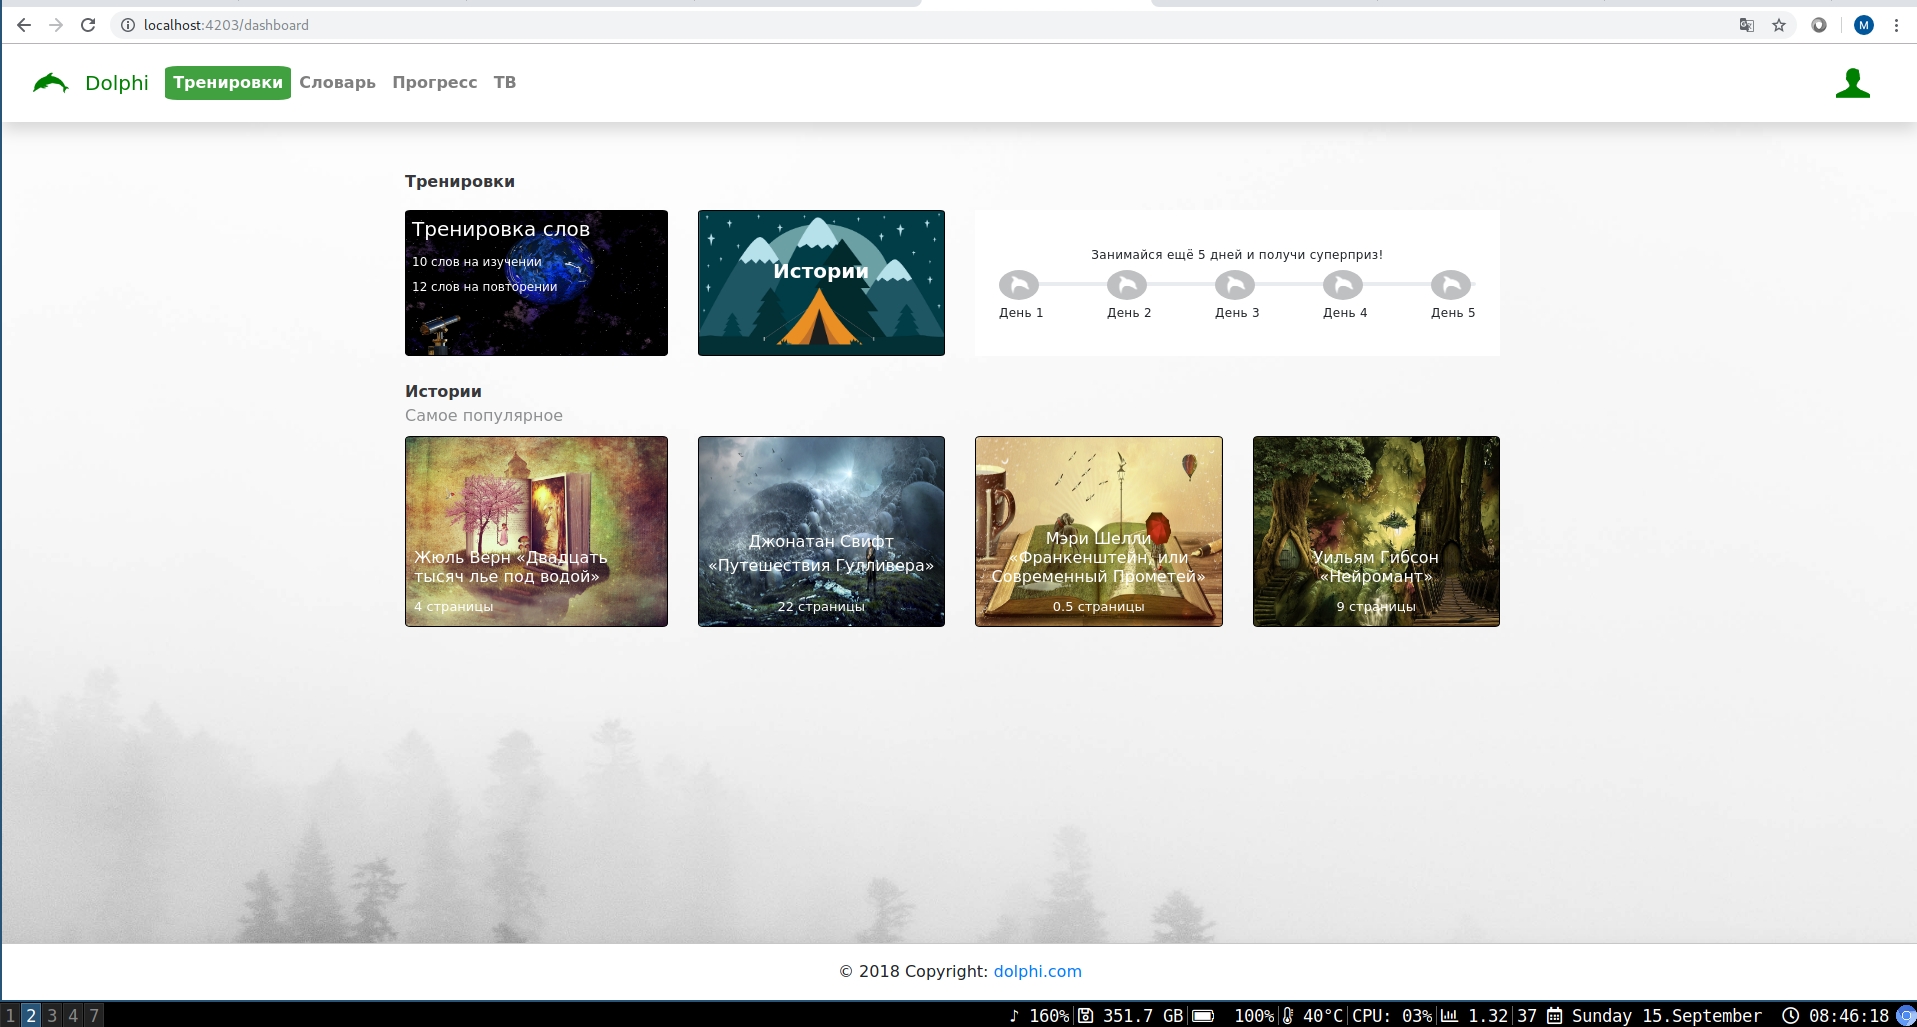 localhost:4203/dashboard
M
Dolphi Тренировки Словарь Прогресс ТВ
Тренировки
Тренировка слов
10 слов на изучении
12 слов на повторении
Истории
Занимайся ещё 5 дней и получи суперприз!
День 1 День 2 День 3 День 4 День 5
Истории
Самое популярное
Жюль Верн «Двадцать
тысяч лье под водой»
4 страницы
Джонатан Свифт
«Путешествия Гулливера»
22 страницы
Мэри Шелли
«Франкенштейн, или
Современный Прометей»
0.5 страницы
Уильям Гибсон
«Нейромант»
9 страницы
© 2018 Copyright: dolphi.com
1 2 3 4 7 ♪ 160% 351.7 GB 100% 40°C CPU: 03% 1.32 37 Sunday 15.September 08:46:18